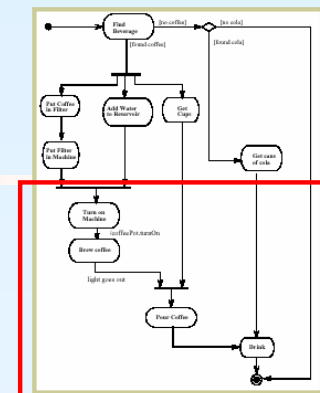 Find
Beverage
[no coffee]
[no cola]
[found coffee]
[found cola]
Put Coffee
in Filter
Add Water
to Reservoir
Get
Cups
Put Filter
in Machine
Get cans
of cola
Turn on
Machine
/coffeePot.turnOn
Brew coffee
light goes out
Pour Coffee
Drink